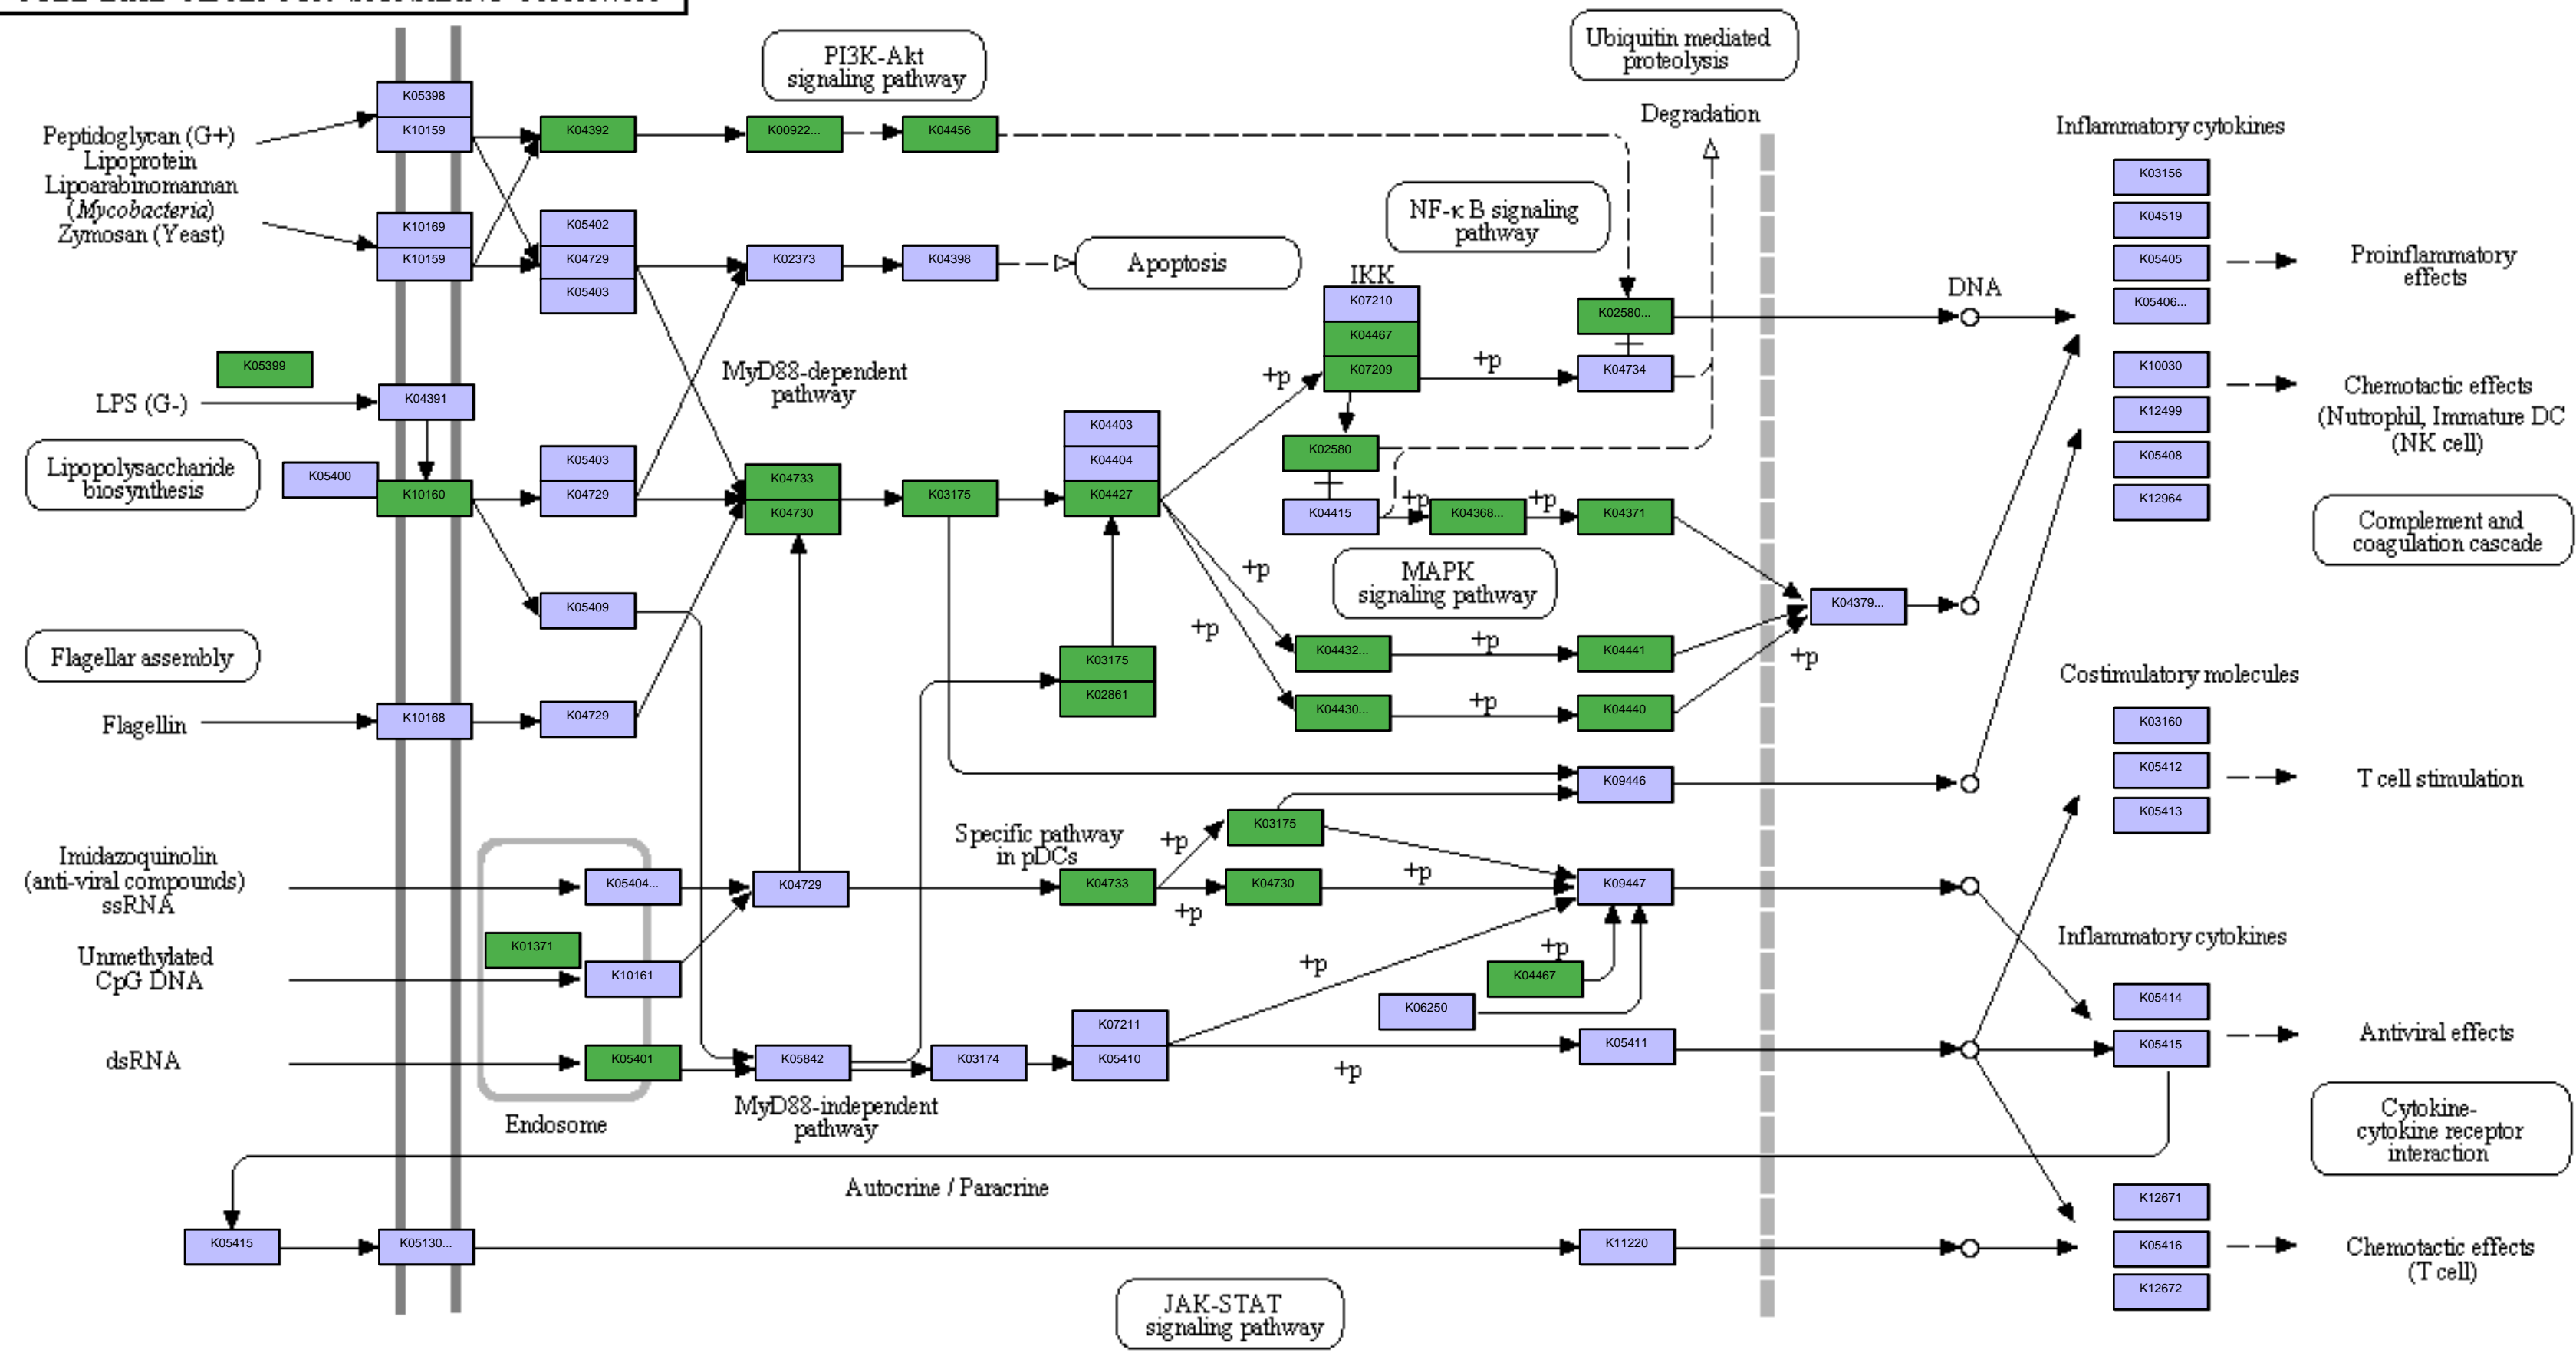 PI3K-Akt
signaling pathway
Ubiquitin mediated
proteolysis
Degradation
K05398
K10159
K04392
K00922...
K04456
Peptidoglycan (G+)
Lipoprotein
Lipoarabinomannan
(Mycobacteria)
Zymosan (Yeast)
K10169
K10159
K05402
K04729
K05403
K02373
K04398
Apoptosis
NF-κ B signaling
pathway
IKK
K07210
K04467
K07209
K02580...
K04734
+p
+p
DNA
Inflammatory cytokines
K03156
K04519
K05405
K05406...
Proinflammatory
effects
K10030
K12499
K05408
K12964
Chemotactic effects
(Nutrophil, Immature DC
(NK cell)
K05399
LPS (G-)
K04391
MyD88-dependent
pathway
Lipopolysaccharide
biosynthesis
K05400
K10160
K05403
K04729
K04733
K04730
K03175
K04403
K04404
K04427
K02580
K04415
+p
K04368...
+p
K04371
Complement and
coagulation cascade
MAPK
signaling pathway
K05409
+p
+p
K04379...
Flagellar assembly
K03175
K02861
K04432...
+p
K04441
K04430...
+p
K04440
+p
Flagellin
K10168
K04729
Costimulatory molecules
K03160
K05412
K05413
T cell stimulation
K09446
Specific pathway
in pDCs
+p
K03175
Imidazoquinolin
(anti-viral compounds)
ssRNA
K05404...
K04729
K04733
+p
K04730
+p
K09447
Unmethylated
CpG DNA
K01371
K10161
+p
+p
K04467
K06250
Inflammatory cytokines
K05414
K05415
Antiviral effects
dsRNA
K05401
K05842
K03174
K07211
K05410
+p
K05411
Endosome
MyD88-independent
pathway
Cytokine-
cytokine receptor
interaction
Autocrine / Paracrine
K05415
K05130...
K11220
K12671
K05416
K12672
Chemotactic effects
(T cell)
JAK-STAT
signaling pathway